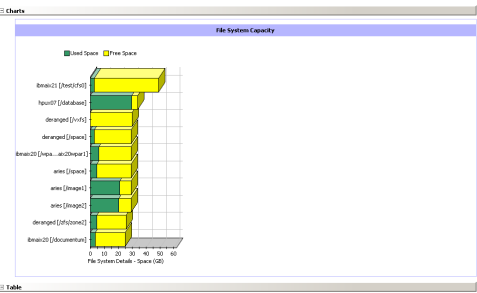 Charts
File System Capacity
Used Space Free Space
ibmaix21 [/test/cfs0]
hpux07 [/database]
deranged [/vxfs]
deranged [/space]
ibmaix20 [/wpa...aix20wpar1]
aries [/space]
aries [/image1]
aries [/image2]
deranged [/zfs/zone2]
ibmaix20 [/documentum]
0 10 20 30 40 50 60
File System Details - Space (GB)
Table